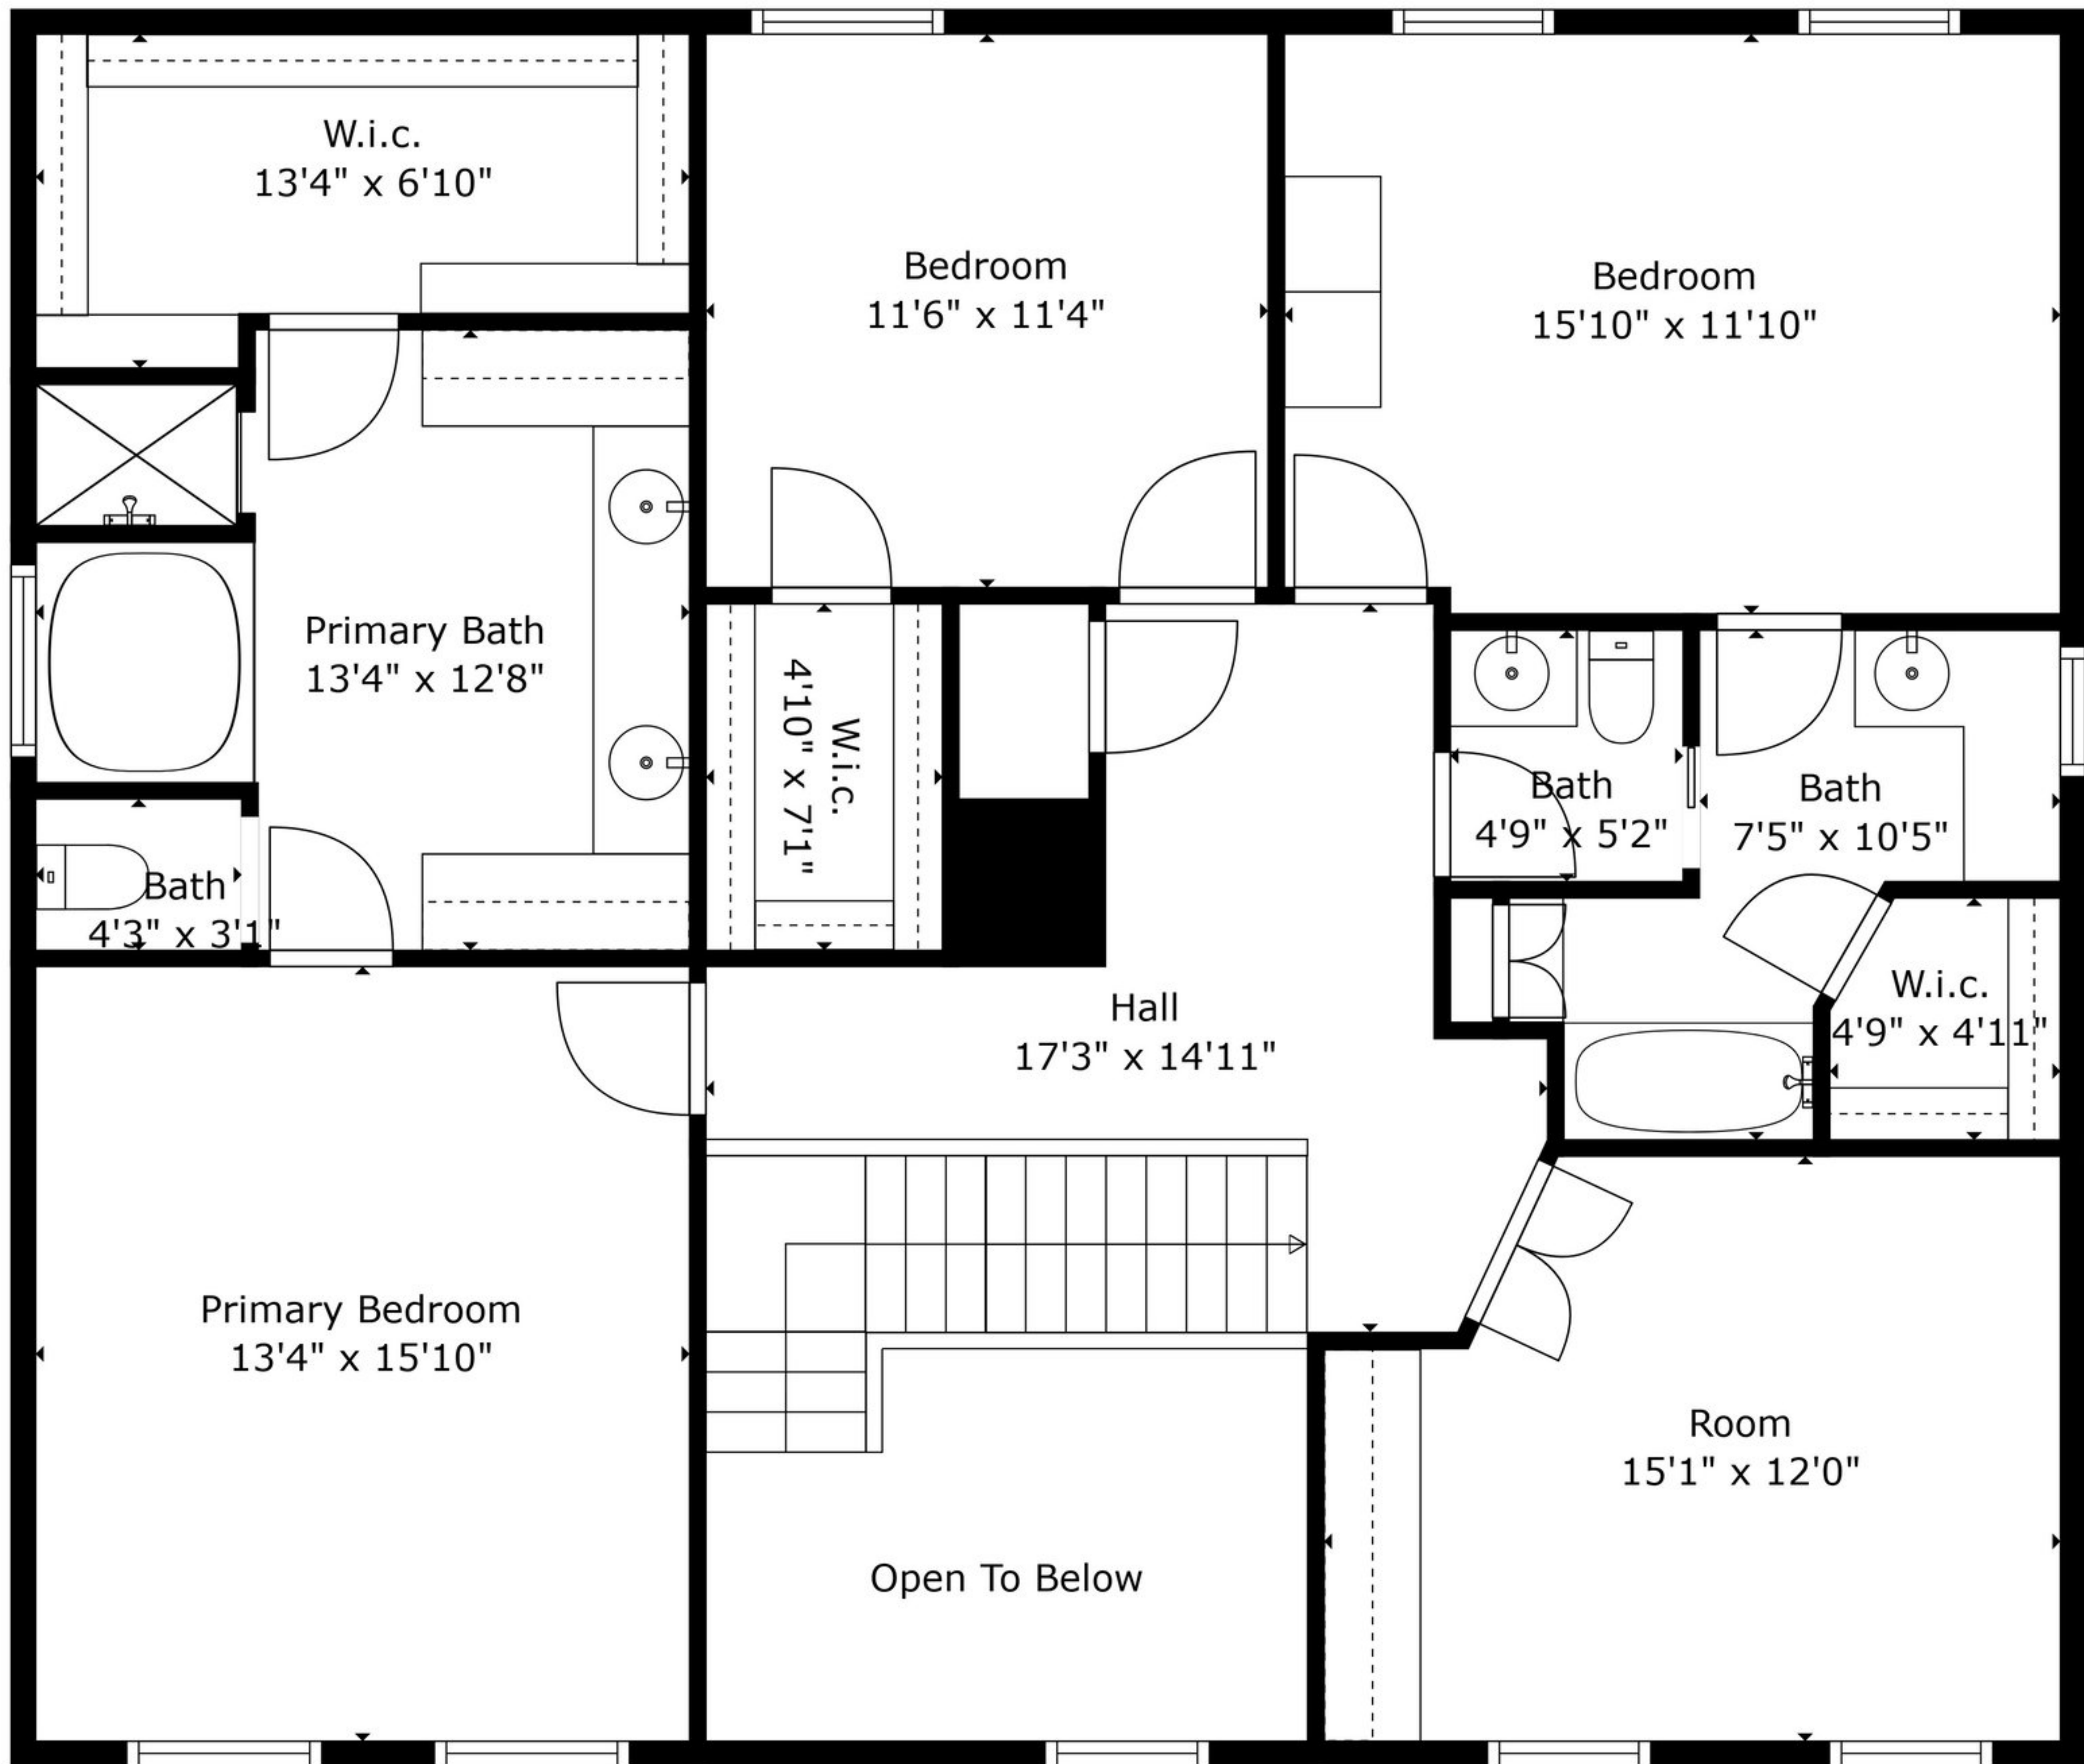 W.i.c.
13'4" x 6'10"
Bedroom
11'6" x 11'4"
Bedroom
15'10" x 11'10"
Primary Bath
13'4" x 12'8"
W.i.c.
4'10" x 7'1"
Bath
4'9" x 5'2"
Bath
7'5" x 10'5"
Bath
4'3" x 3'1"
Hall
17'3" x 14'11"
W.i.c.
4'9" x 4'11"
Primary Bedroom
13'4" x 15'10"
Room
15'1" x 12'0"
Open To Below